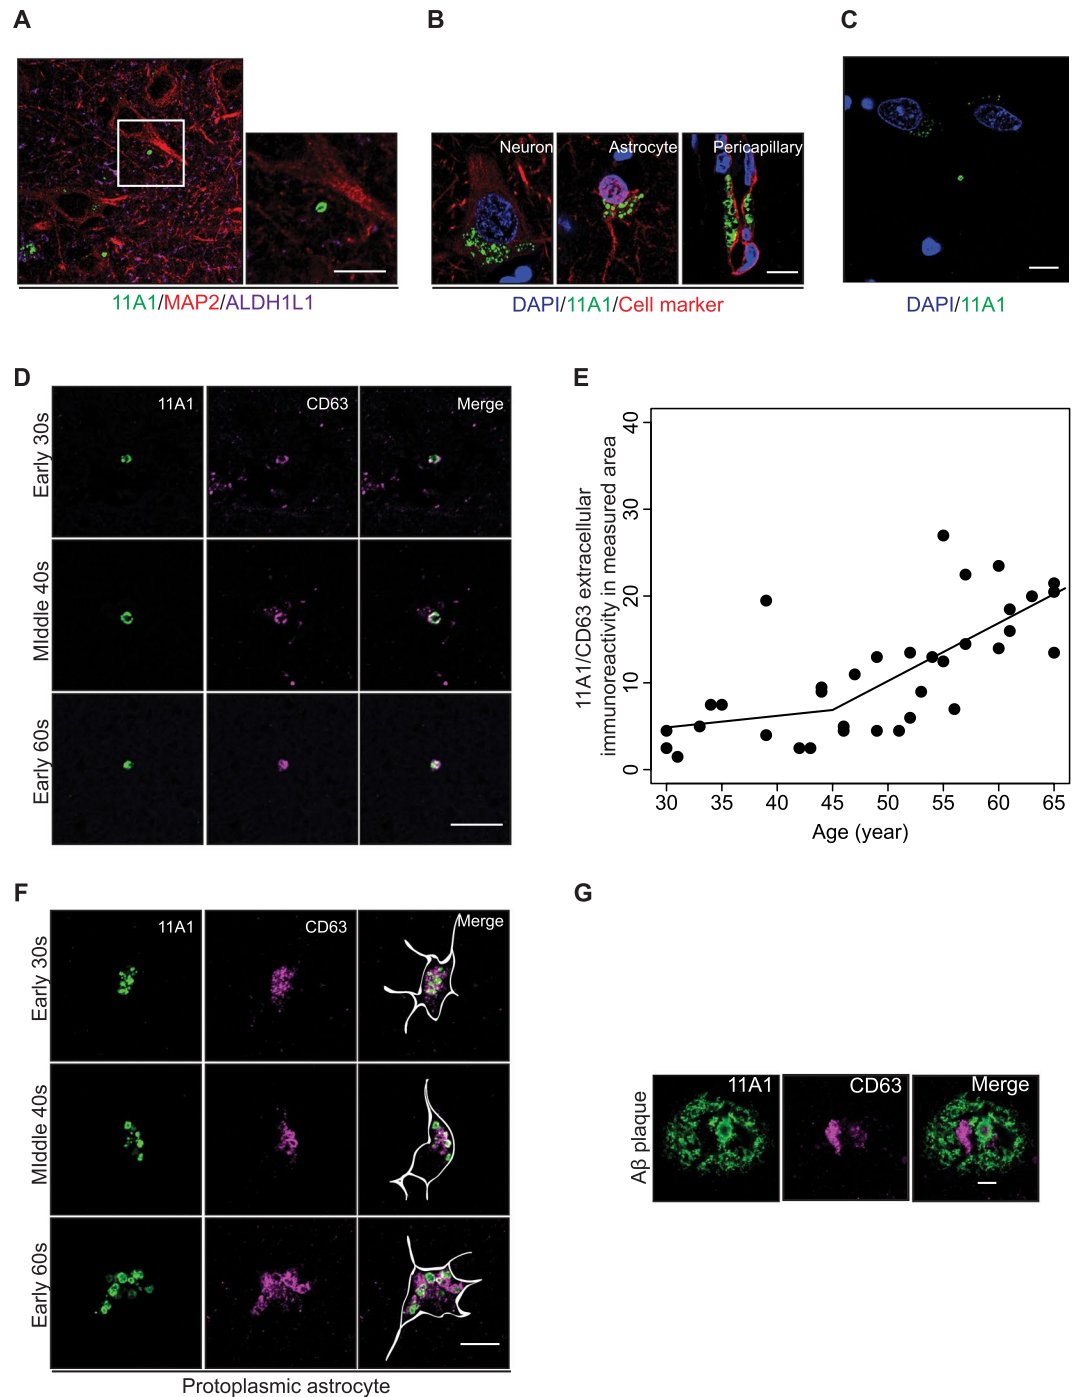 A
B
C
11A1/MAP2/ALDH1L1
Neuron
Astrocyte
Pericapillary
DAPI/11A1/Cell marker
DAPI/11A1
D
11A1
CD63
Merge
Early 30s
MIddle 40s
Early 60s
E
11A1/CD63 extracellular
immunoreactivity in measured area
40
30
20
10
0
30 35 40 45 50 55 60 65
Age (year)
F
11A1
CD63
Merge
Early 30s
MIddle 40s
Early 60s
Protoplasmic astrocyte
G
11A1
CD63
Merge
Aβ plaque